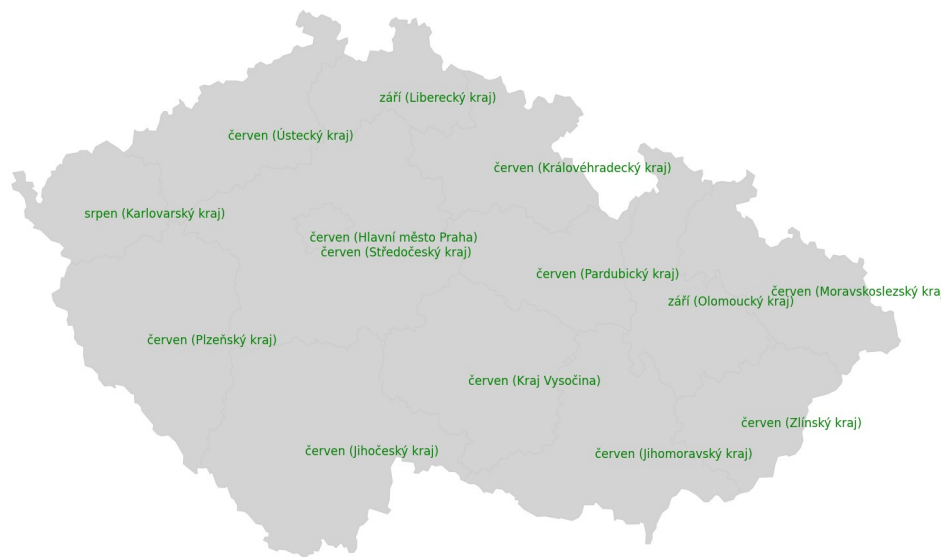 září (Liberecký kraj)
červen (Ústecký kraj)
červen (Královéhradecký kraj)
srpen (Karlovarský kraj)
červen (Hlavní město Praha)
červen (Středočeský kraj)
červen (Pardubický kraj)
červen (Moravskoslezský kraj
září (Olomoucký kraj)
červen (Plzeňský kraj)
červen (Kraj Vysočina)
červen (Zlínský kraj)
červen (Jihočeský kraj)
červen (Jihomoravský kraj)